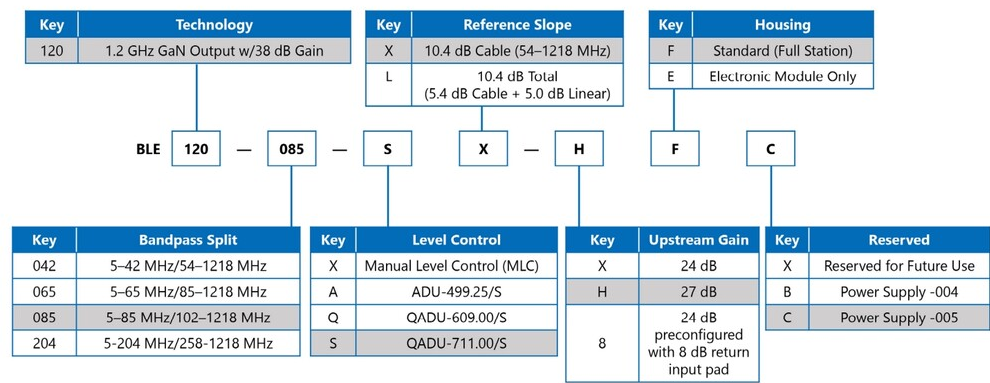 Key Technology
120 1.2 GHz GaN Output w/38 dB Gain
Key Reference Slope
X 10.4 dB Cable (54–1218 MHz)
L 10.4 dB Total
(5.4 dB Cable + 5.0 dB Linear)
Key Housing
F Standard (Full Station)
E Electronic Module Only
BLE 120 — 085 — S X — H F C
Key Bandpass Split
042 5–42 MHz/54–1218 MHz
065 5–65 MHz/85–1218 MHz
085 5–85 MHz/102–1218 MHz
204 5-204 MHz/258-1218 MHz
Key Level Control
X Manual Level Control (MLC)
A ADU-499.25/S
Q QADU-609.00/S
S QADU-711.00/S
Key Upstream Gain
X 24 dB
H 27 dB
8 24 dB
preconfigured
with 8 dB return
input pad
Key Reserved
X Reserved for Future Use
B Power Supply -004
C Power Supply -005